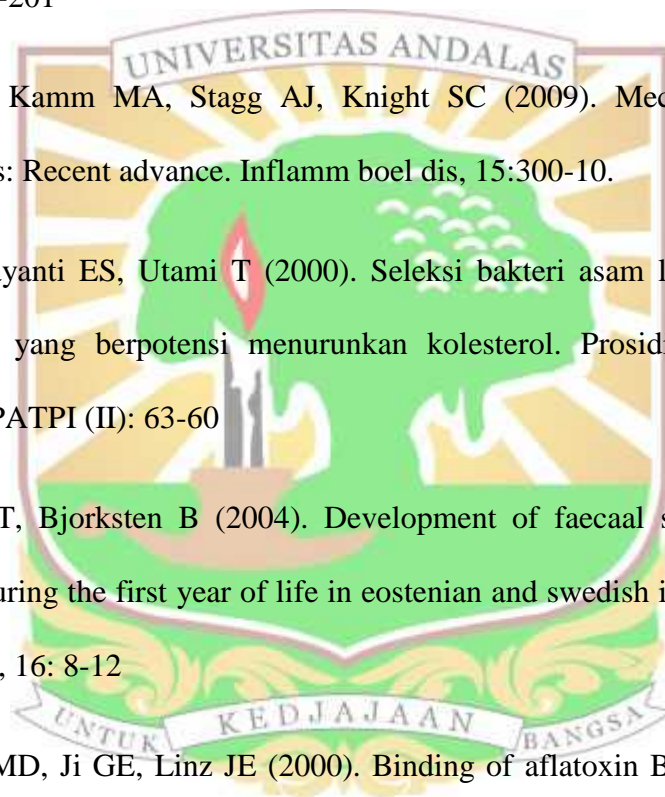 -201
UNIVERSITAS ANDALAS
Kamm MA, Stagg AJ, Knight SC (2009). Med
s: Recent advance. Inflamm boel dis, 15:300-10.
yanti ES, Utami T (2000). Seleksi bakteri asam l
yang berpotensi menurunkan kolesterol. Prosidi
PATPI (II): 63-60
T, Bjorksten B (2004). Development of faecaal s
uring the first year of life in eostenian and swedish i
, 16: 8-12
UNTUK KEDJAJAAN BANGSA
MD, Ji GE, Linz JE (2000). Binding of aflatoxin B